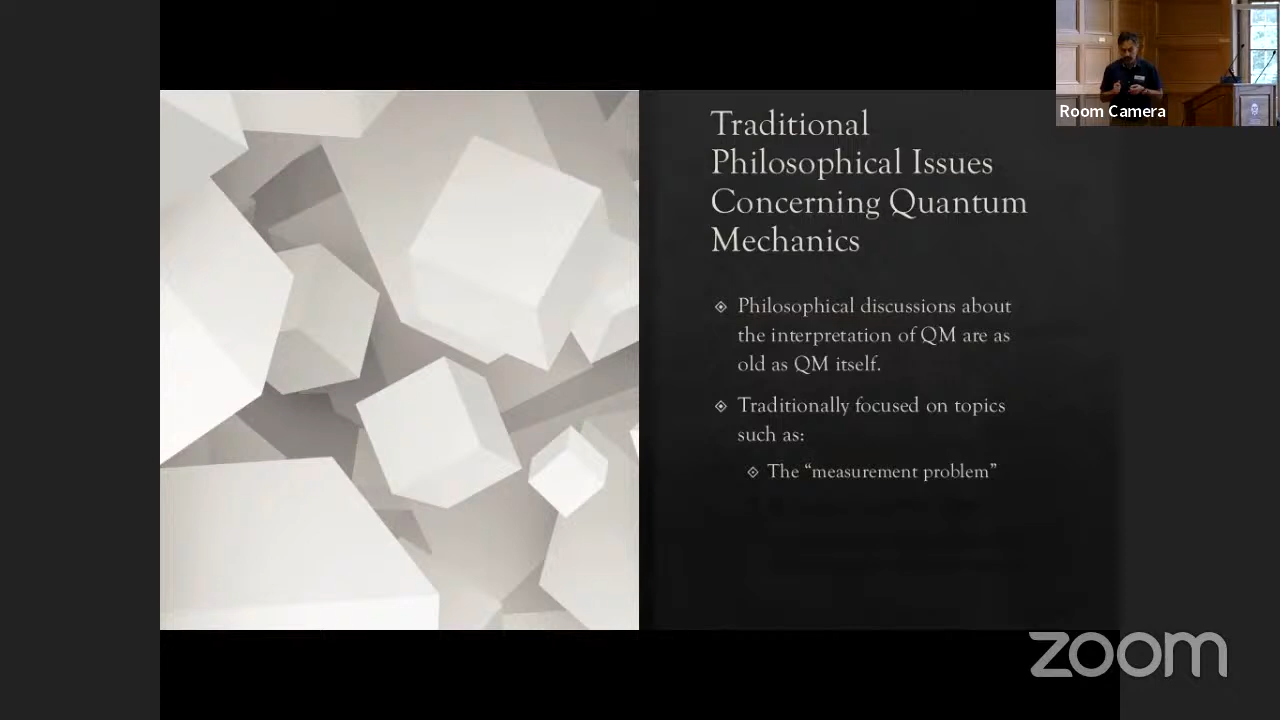 Traditional
Philosophical Issues
Concerning Quantum
Mechanics
Philosophical discussions about
the interpretation of QM are as
old as QM itself.
Traditionally focused on topics
such as:
The “measurement problem”
Room Camera
zoom